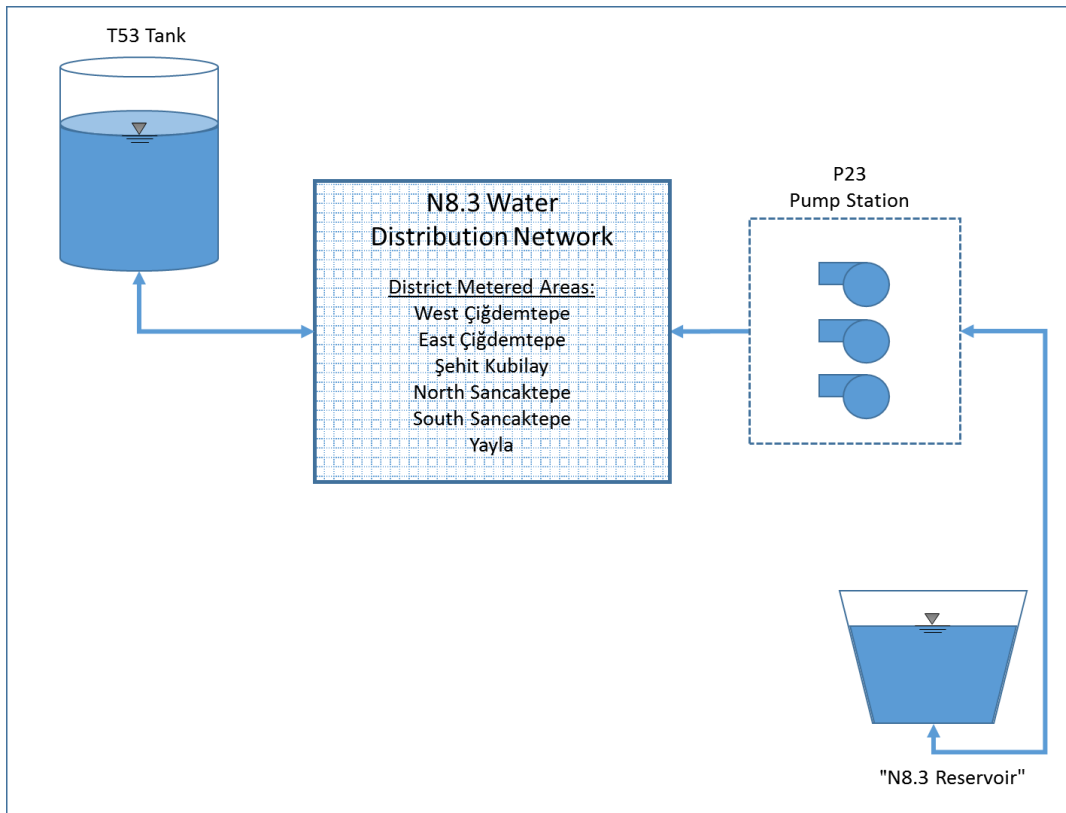 T53 Tank
N8.3 Water
Distribution Network
District Metered Areas:
West Çiğdemtepe
East Çiğdemtepe
Şehit Kubilay
North Sancaktepe
South Sancaktepe
Yayla
P23
Pump Station
"N8.3 Reservoir"